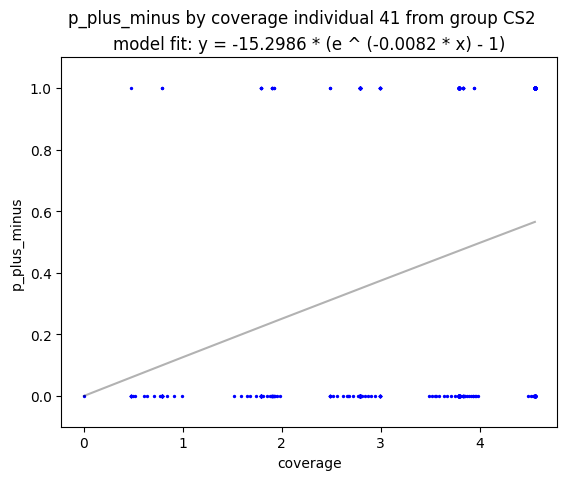 p_plus_minus by coverage individual 41 from group CS2
model fit: y = -15.2986 * (e ^ (-0.0082 * x) - 1)
1.0
0.8
0.6
0.4
0.2
0.0
p_plus_minus
0 1 2 3 4
coverage